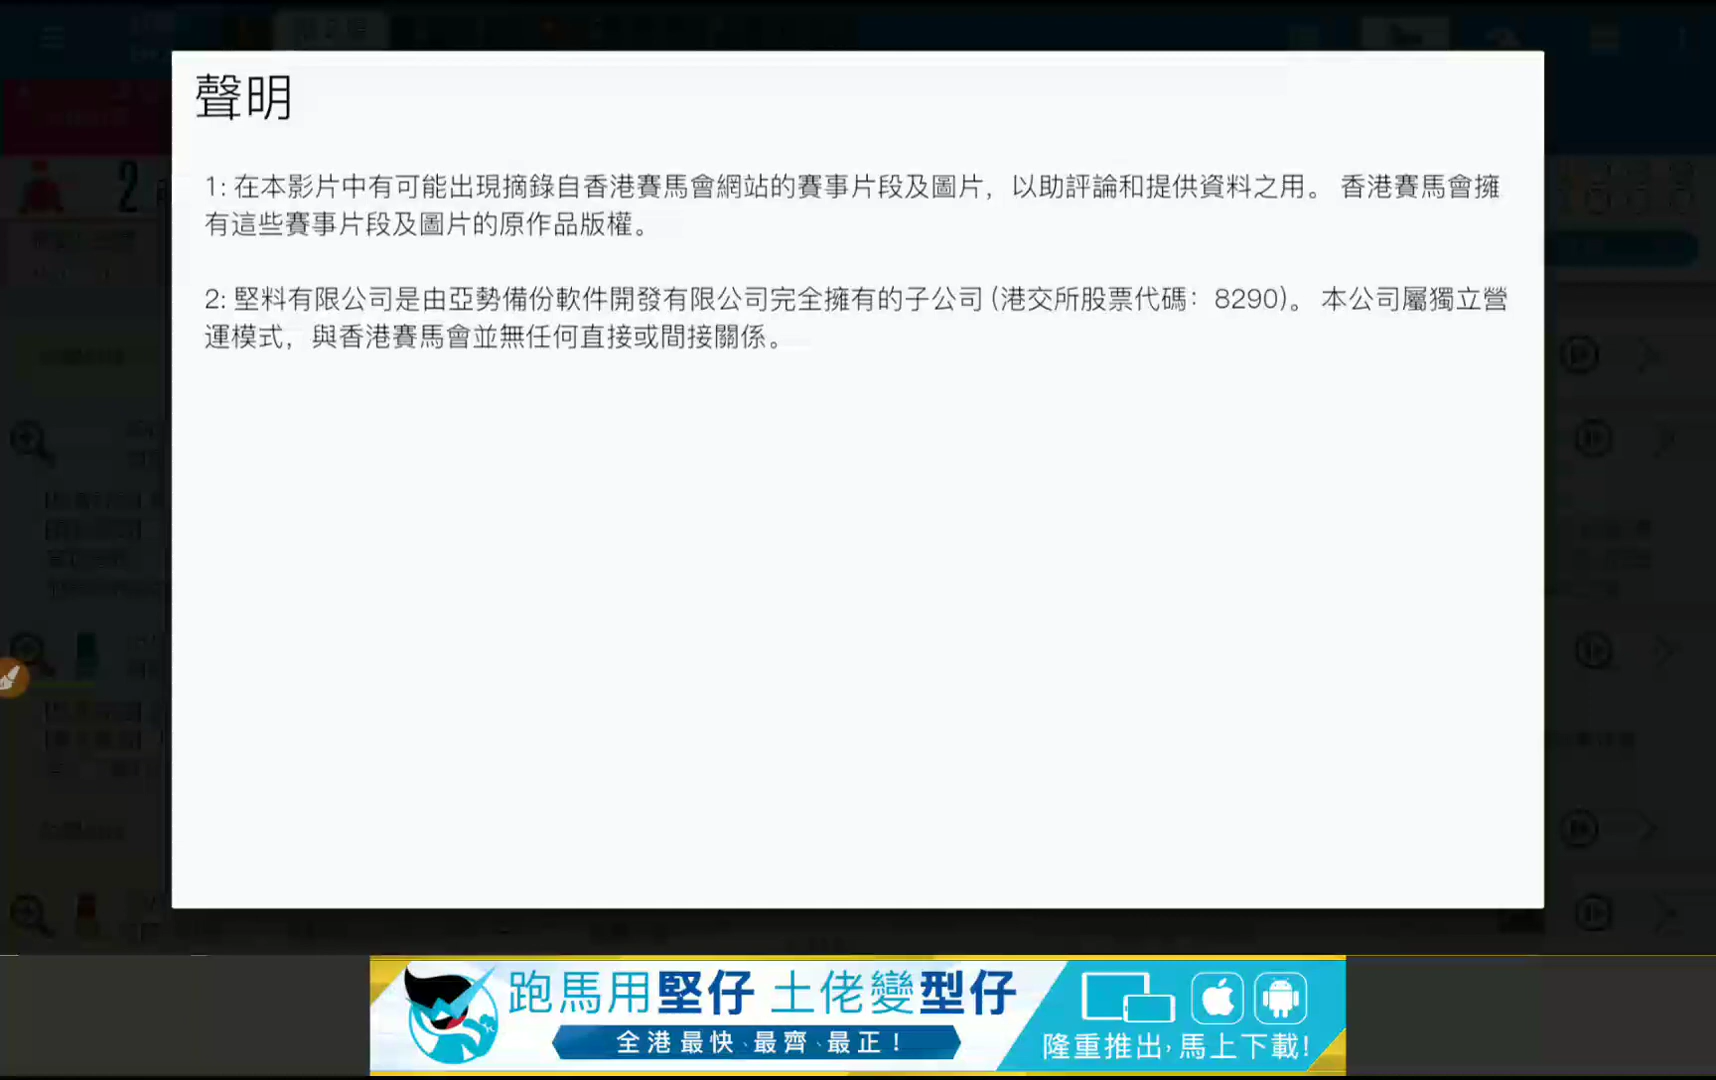 聲明
1: 在本影片中有可能出現摘錄自香港賽馬會網站的賽事片段及圖片，以助評論和提供資料之用。 香港賽馬會擁
有這些賽事片段及圖片的原作品版權。
2: 堅料有限公司是由亞勢備份軟件開發有限公司完全擁有的子公司 (港交所股票代碼：8290)。 本公司屬獨立營
運模式，與香港賽馬會並無任何直接或間接關係。
2
跑馬用堅仔 土佬變型仔
全港最快、最齊、最正！
隆重推出，馬上下載！